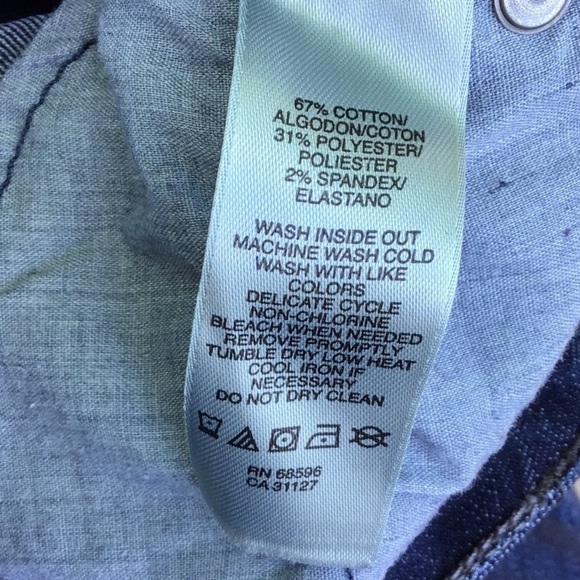 67% COTTON/
ALGODON/COTON
31% POLYESTER/
POLIESTER
2% SPANDEX/
ELASTANO
WASH INSIDE OUT
MACHINE WASH COLD
WASH WITH LIKE
COLORS
DELICATE CYCLE
NON-CHLORINE
BLEACH WHEN NEEDED
REMOVE PROMPTLY
TUMBLE DRY LOW HEAT
COOL IRON IF
NECESSARY
DO NOT DRY CLEAN
RN 68596
CA 31127